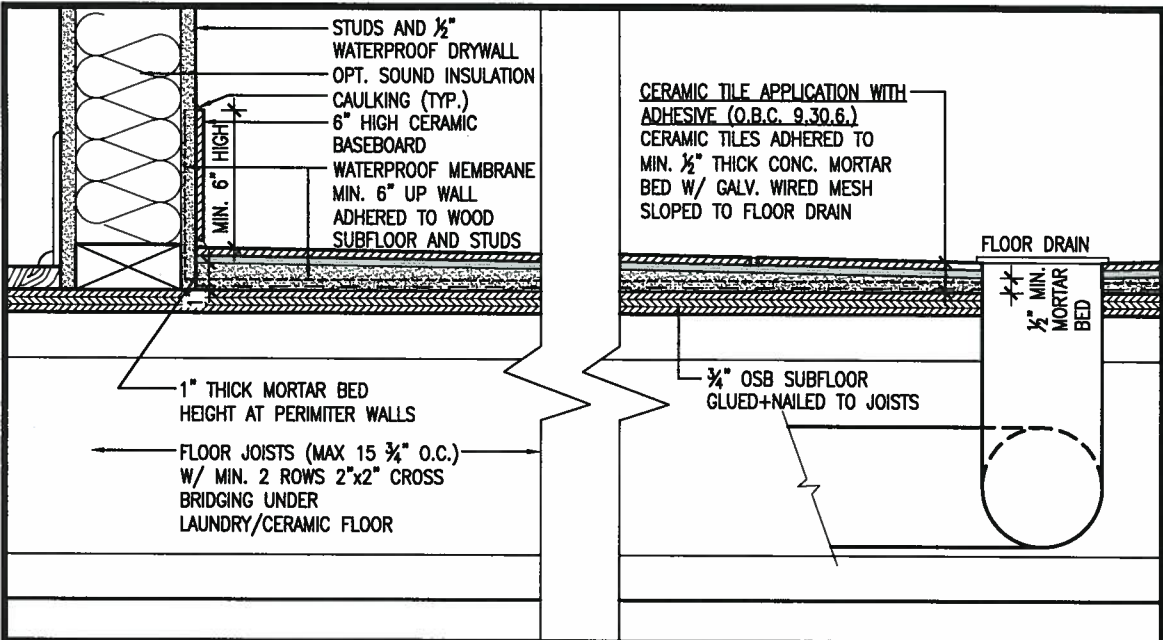 STUDS AND ½"
WATERPROOF DRYWALL
OPT. SOUND INSULATION
CAULKING (TYP.)
6" HIGH CERAMIC
BASEBOARD
WATERPROOF MEMBRANE
MIN. 6" UP WALL
ADHERED TO WOOD
SUBFLOOR AND STUDS
MIN. 6" HIGH
1"
CERAMIC TILE APPLICATION WITH
ADHESIVE (O.B.C. 9.30.6.)
CERAMIC TILES ADHERED TO
MIN. ½" THICK CONC. MORTAR
BED W/ GALV. WIRED MESH
SLOPED TO FLOOR DRAIN
FLOOR DRAIN
½" MIN.
MORTAR
BED
1" THICK MORTAR BED
HEIGHT AT PERIMITER WALLS
FLOOR JOISTS (MAX 15 ¾" O.C.)
W/ MIN. 2 ROWS 2"x2" CROSS
BRIDGING UNDER
LAUNDRY/CERAMIC FLOOR
¾" OSB SUBFLOOR
GLUED+NAILED TO JOISTS